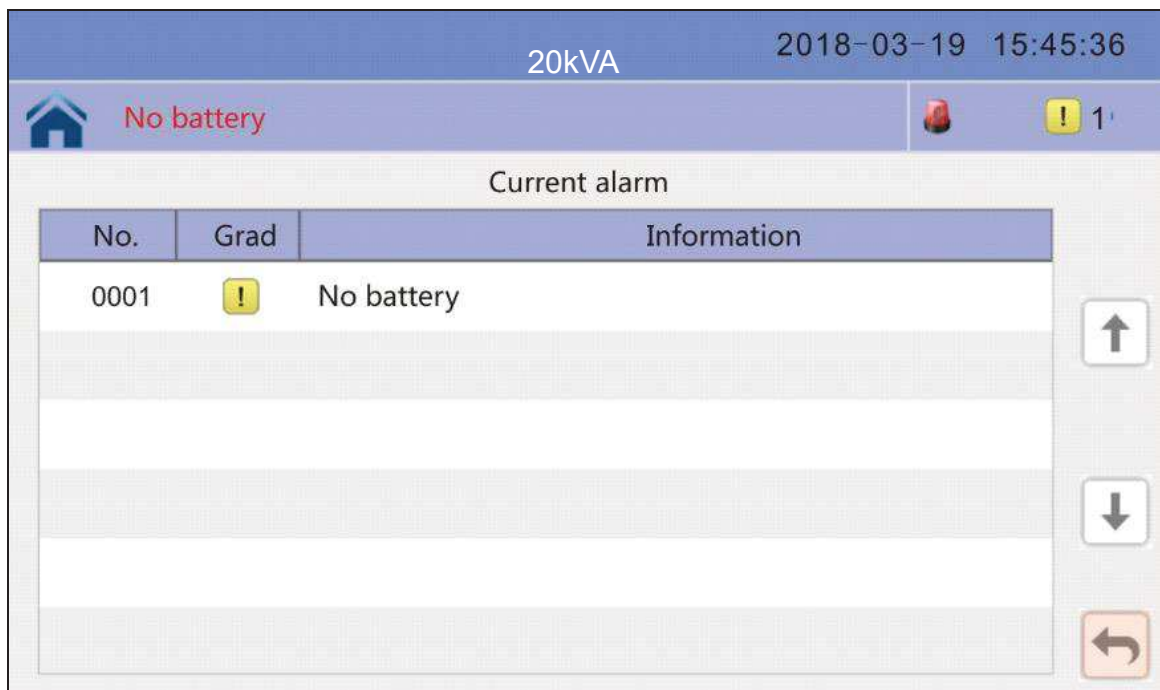 20kVA 2018-03-19 15:45:36
No battery ! 1
Current alarm
No. Grad Information
0001 ! No battery